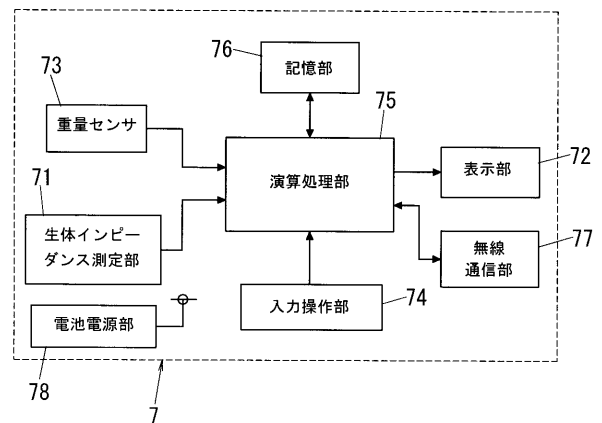 76
記憶部
73
重量センサ
75
演算処理部
表示部
72
71
生体インピー
ダンス測定部
無線
通信部
77
入力操作部
74
電池電源部
78
7